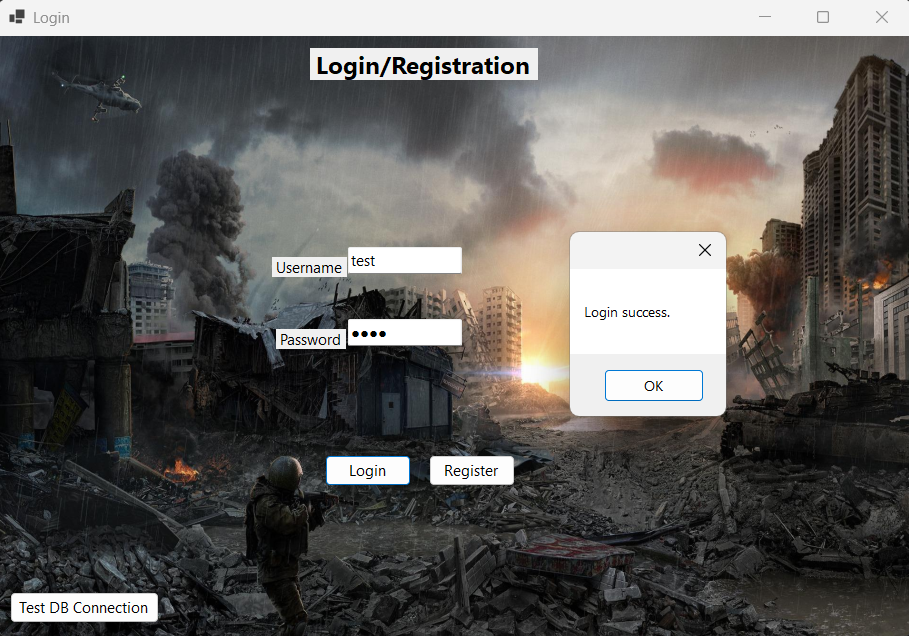 Login
Login/Registration
Username test
Password ●●●●
Login success.
OK
Login Register
Test DB Connection